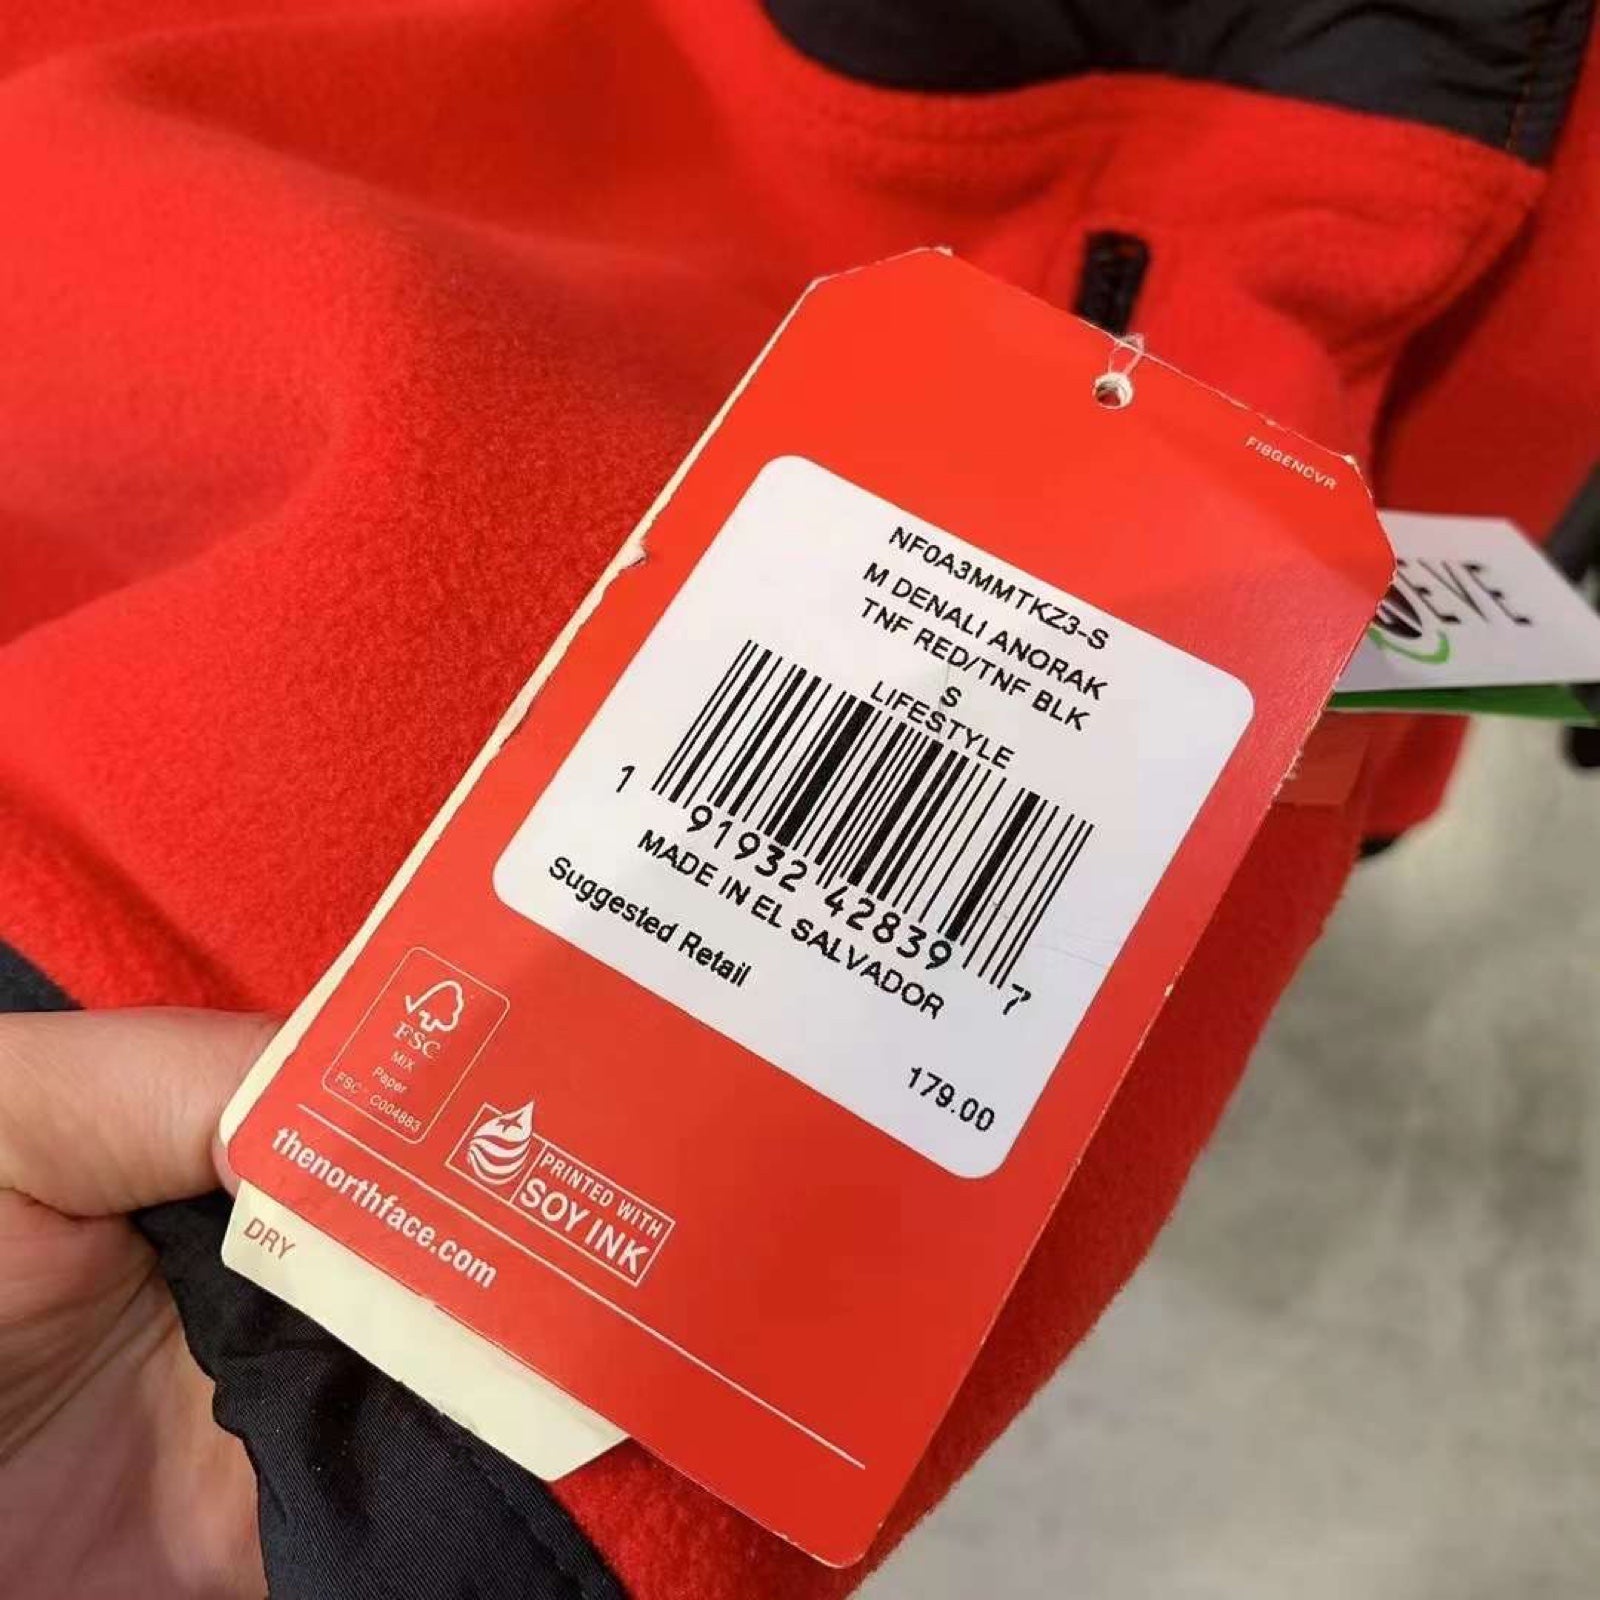 FIBGENCVR
NF0A3MMTKZ3-S
M DENALI ANORAK
TNF RED/TNF BLK
S
LIFESTYLE
1 91932 42839 7
MADE IN EL SALVADOR
Suggested Retail
179.00
FSC
MIX
Paper
FSC C004883
PRINTED WITH
SOY INK
thenorthface.com
DRY